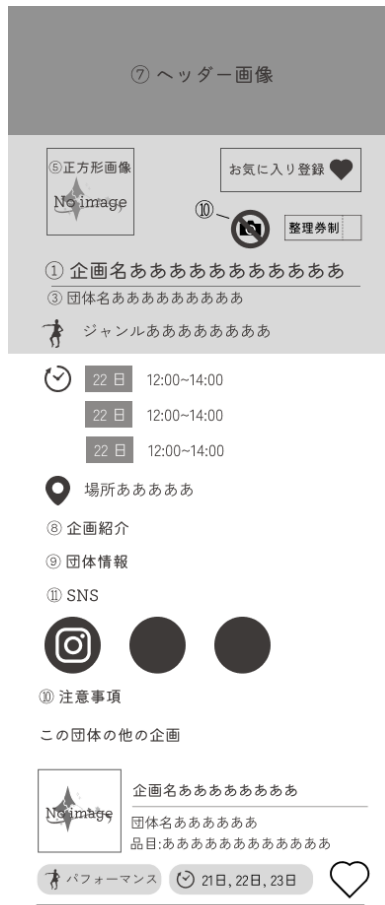 ⑦ ヘッダー画像
⑤正方形画像
No image
お気に入り登録
⑩
整理券制
① 企画名あああああああああああ
③ 団体名ああああああああああ
ジャンルああああああああ
22 日 12:00~14:00
22 日 12:00~14:00
22 日 12:00~14:00
場所あああああ
⑧ 企画紹介
⑨ 団体情報
⑪ SNS
⑩ 注意事項
この団体の他の企画
No image
企画名ああああああああ
団体名ああああああ
品目:ああああああああああああ
パフォーマンス
21日, 22日, 23日